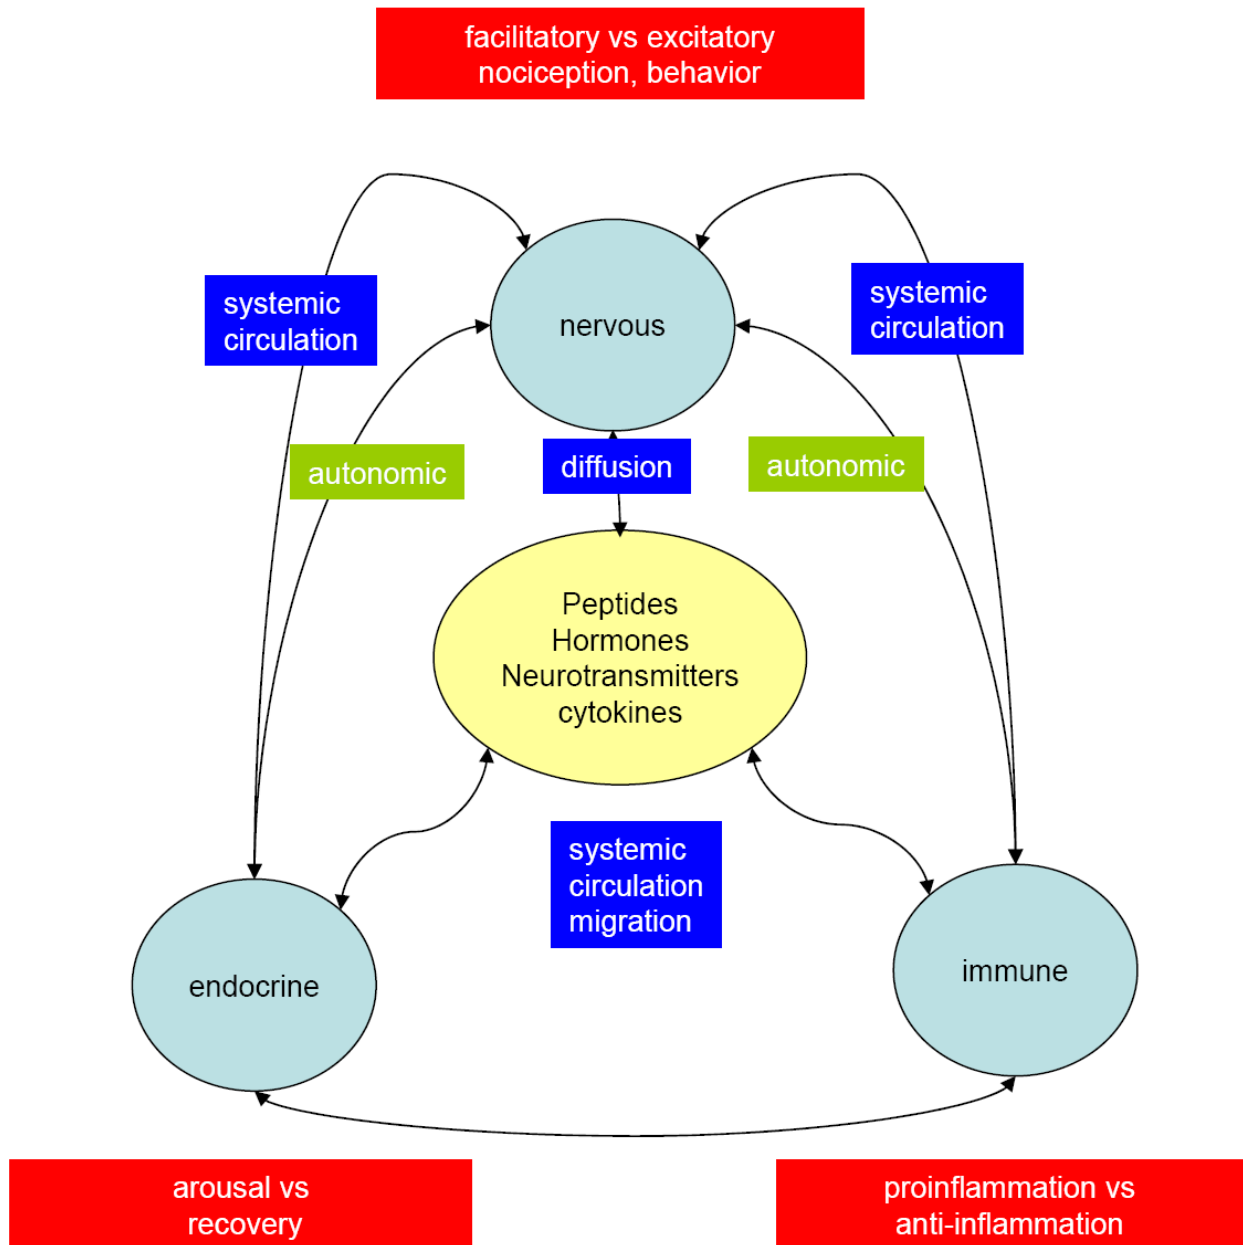 facilitatory vs excitatory
nociception, behavior
systemic
circulation
systemic
circulation
nervous
autonomic
diffusion
autonomic
Peptides
Hormones
Neurotransmitters
cytokines
systemic
circulation
migration
endocrine
immune
arousal vs
recovery
proinflammation vs
anti-inflammation